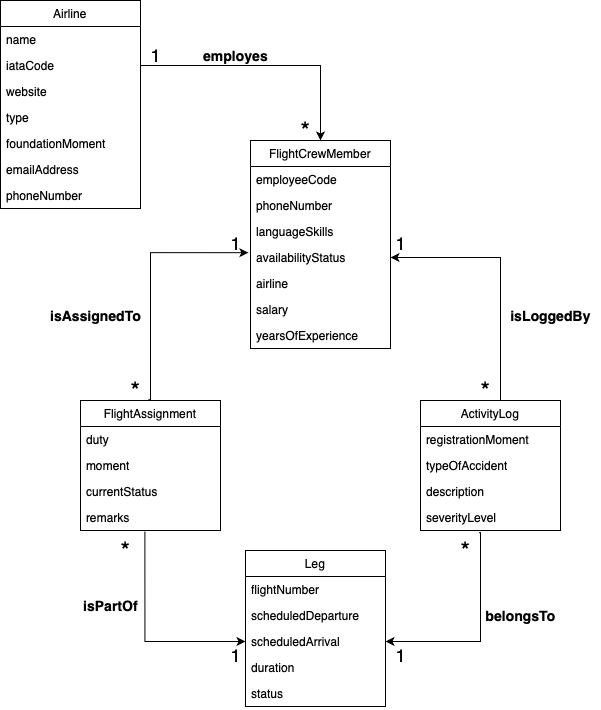 Airline
name
iataCode
website
type
foundationMoment
emailAddress
phoneNumber
1
employes
*
FlightCrewMember
employeeCode
phoneNumber
languageSkills
availabilityStatus
airline
salary
yearsOfExperience
1
1
isAssignedTo
isLoggedBy
*
*
FlightAssignment
duty
moment
currentStatus
remarks
ActivityLog
registrationMoment
typeOfAccident
description
severityLevel
*
*
isPartOf
belongsTo
Leg
flightNumber
scheduledDeparture
scheduledArrival
duration
status
1
1